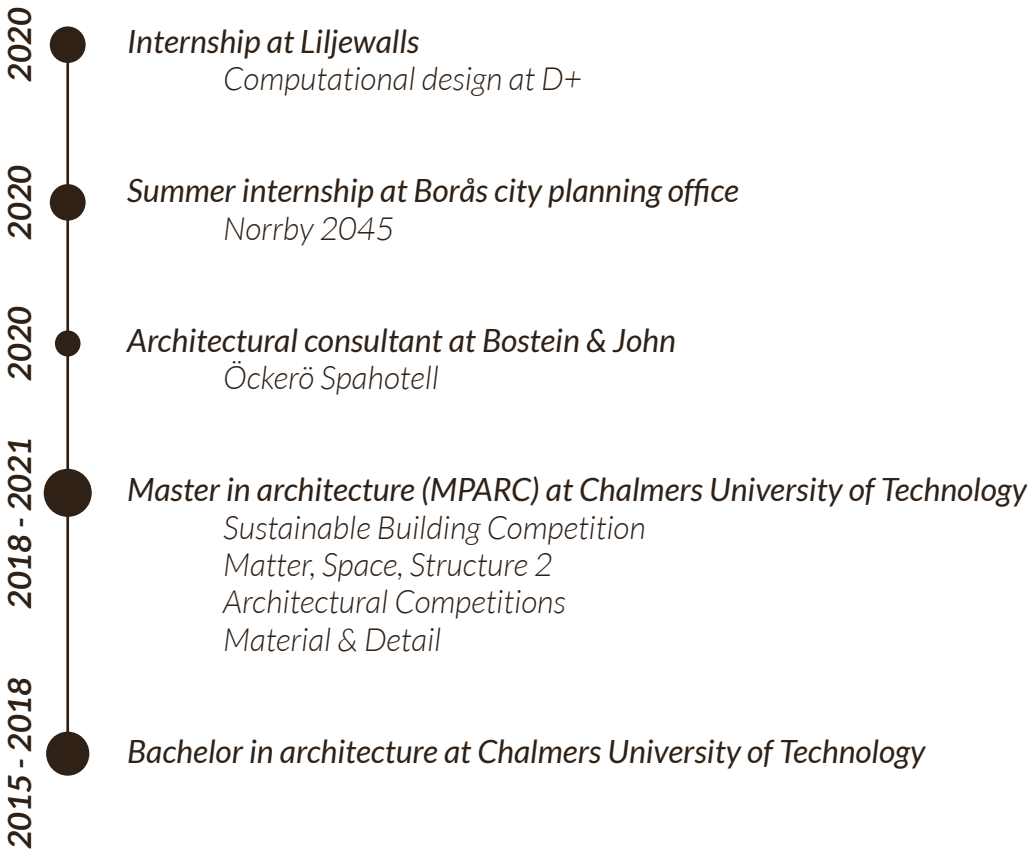 2020
Internship at Liljewalls
Computational design at D+
2020
Summer internship at Borås city planning office
Norrby 2045
2020
Architectural consultant at Bostein & John
Öckerö Spahotell
2018 - 2021
Master in architecture (MPARC) at Chalmers University of Technology
Sustainable Building Competition
Matter, Space, Structure 2
Architectural Competitions
Material & Detail
2015 - 2018
Bachelor in architecture at Chalmers University of Technology